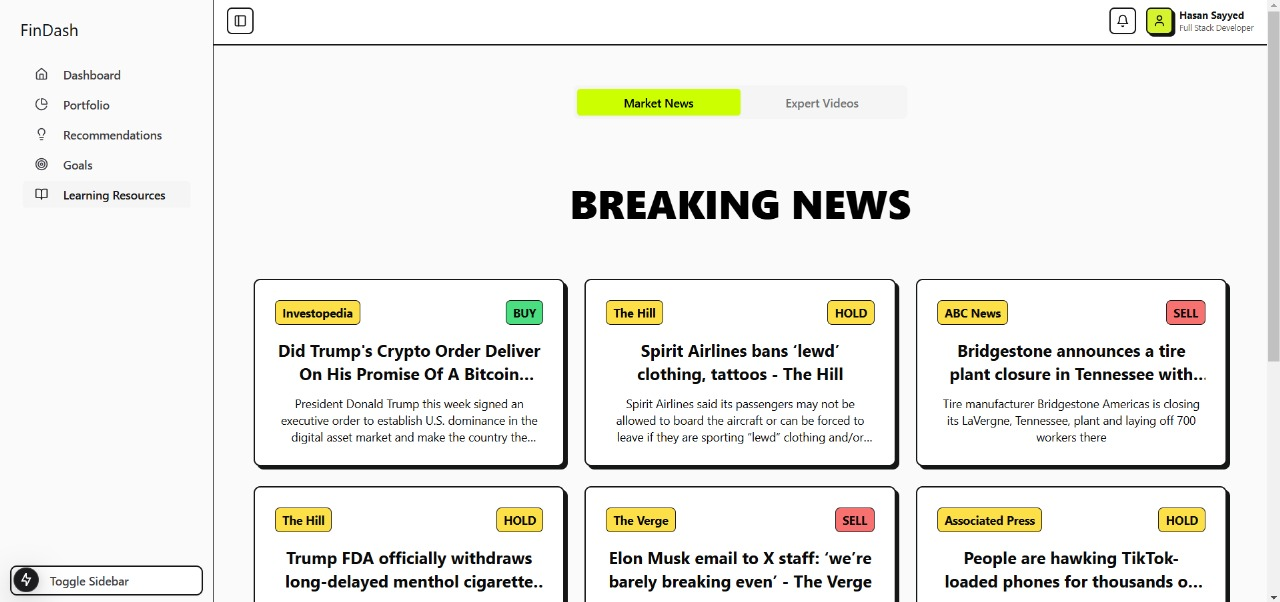 FinDash
Dashboard
Portfolio
Recommendations
Goals
Learning Resources
Toggle Sidebar
Hasan Sayyed
Full Stack Developer
Market News
Expert Videos
BREAKING NEWS
Investopedia
BUY
Did Trump's Crypto Order Deliver
On His Promise Of A Bitcoin...
President Donald Trump this week signed an
executive order to establish U.S. dominance in the
digital asset market and make the country the...
The Hill
HOLD
Spirit Airlines bans ‘lewd’
clothing, tattoos - The Hill
Spirit Airlines said its passengers may not be
allowed to board the aircraft or can be forced to
leave if they are sporting “lewd” clothing and/or...
ABC News
SELL
Bridgestone announces a tire
plant closure in Tennessee with...
Tire manufacturer Bridgestone Americas is closing
its LaVergne, Tennessee, plant and laying off 700
workers there
The Hill
HOLD
Trump FDA officially withdraws
long-delayed menthol cigarette..
The Verge
SELL
Elon Musk email to X staff: ‘we’re
barely breaking even’ - The Verge
Associated Press
HOLD
People are hawking TikTok-
loaded phones for thousands o...